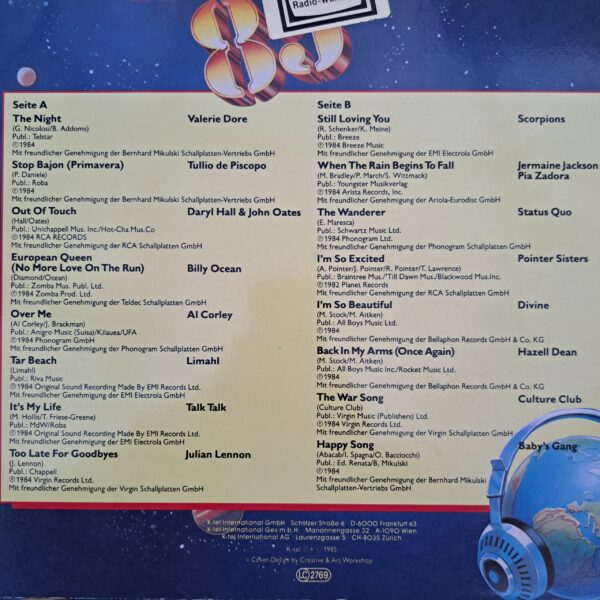 Radio-Wor
85
Seite A
The Night Valerie Dore
(G. Nicolosi/B. Addoms)
Publ.: Telstar
℗1984
Mit freundlicher Genehmigung der Bernhard Mikulski Schallplatten-Vertriebs GmbH
Stop Bajon (Primavera) Tullio de Piscopo
(P. Daniele)
Publ.: Roba
℗1984
Mit freundlicher Genehmigung der Bernhard Mikulski Schallplatten-Vertriebs GmbH
Out Of Touch Daryl Hall & John Oates
(Hall/Oates)
Publ.: Unichappell Mus. Inc/Hot-Cha Mus.Co
℗1984 RCA RECORDS
Mit freundlicher Genehmigung der RCA Schallplatten GmbH
European Queen
(No More Love On The Run) Billy Ocean
(Diamond/Ocean)
Publ.: Zomba Mus. Publ. Ltd.
℗1984 Zomba Prod. Ltd.
Mit freundlicher Genehmigung der Teldec Schallplatten GmbH
Over Me Al Corley
(Al Corley/J. Brackman)
Publ.: Anigro Music (Suisa)/Kilauea/UFA
℗1984 Phonogram GmbH
Mit freundlicher Genehmigung der Phonogram Schallplatten GmbH
Tar Beach Limahl
(Limahl)
Publ.: Riva Music
℗1984 Original Sound Recording Made By EMI Records Ltd.
Mit freundlicher Genehmigung der EMI Electrola GmbH
It's My Life Talk Talk
(M. Hollis/T. Friese-Greene)
Publ.: MdW/Roba
℗1984 Original Sound Recording Made By EMI Records Ltd.
Mit freundlicher Genehmigung der EMI Electrola GmbH
Too Late For Goodbyes Julian Lennon
(J. Lennon)
Publ.: Chappell
℗1984 Virgin Records Ltd.
Mit freundlicher Genehmigung der Virgin Schallplatten GmbH
Seite B
Still Loving You Scorpions
(R. Schenker/K. Meine)
Publ.: Breeze
℗1984 Breeze Music
Mit freundlicher Genehmigung der EMI Electrola GmbH
When The Rain Begins To Fall Jermaine Jackson
(M. Bradley/P. March/S. Wittmack) Pia Zadora
Publ.: Youngster Musikverlag
℗1984 Arista Records, Inc.
Mit freundlicher Genehmigung der Ariola-Eurodisc GmbH
The Wanderer Status Quo
(E. Maresca)
Publ.: Schwartz Music Ltd.
℗1984 Phonogram Ltd.
Mit freundlicher Genehmigung der Phonogram Schallplatten GmbH
I'm So Excited Pointer Sisters
(A. Pointer/J. Pointer/R. Pointer/T. Lawrence)
Publ.: Braintree Mus./'Till Dawn Mus./Blackwood Mus.Inc.
℗1982 Planet Records
Mit freundlicher Genehmigung der RCA Schallplatten GmbH
I'm So Beautiful Divine
(M. Stock/M. Aitken)
Publ.: All Boys Music Ltd.
℗1984
Mit freundlicher Genehmigung der Bellaphon Records GmbH & Co. KG
Back In My Arms (Once Again) Hazell Dean
(M. Stock/M. Aitken)
Publ.: All Boys Music Inc/Rocket Music Ltd.
℗1984
Mit freundlicher Genehmigung der Bellaphon Records GmbH & Co. KG
The War Song Culture Club
(Culture Club)
Publ.: Virgin Music (Publishers) Ltd.
℗1984 Virgin Records Ltd.
Mit freundlicher Genehmigung der Virgin Schallplatten GmbH
Happy Song Baby's Gang
(Abacab/I. Spagna/O. Bacciocchi)
Publ.: Ed. Renata/B. Mikulski
℗1984
Mit freundlicher Genehmigung der Bernhard Mikulski
Schallplatten-Vertriebs GmbH
K-tel International GmbH Schlitzer Straße 6 D-6000 Frankfurt 63
K-tel International Ges.m.b.H. Mariannengasse 32 A-1090 Wien
K-tel International AG Laurenzgasse 5 CH-8035 Zürich
K-tel ℗ + © 1985
Cover-Design by Creative & Art Workshop
LC 2769